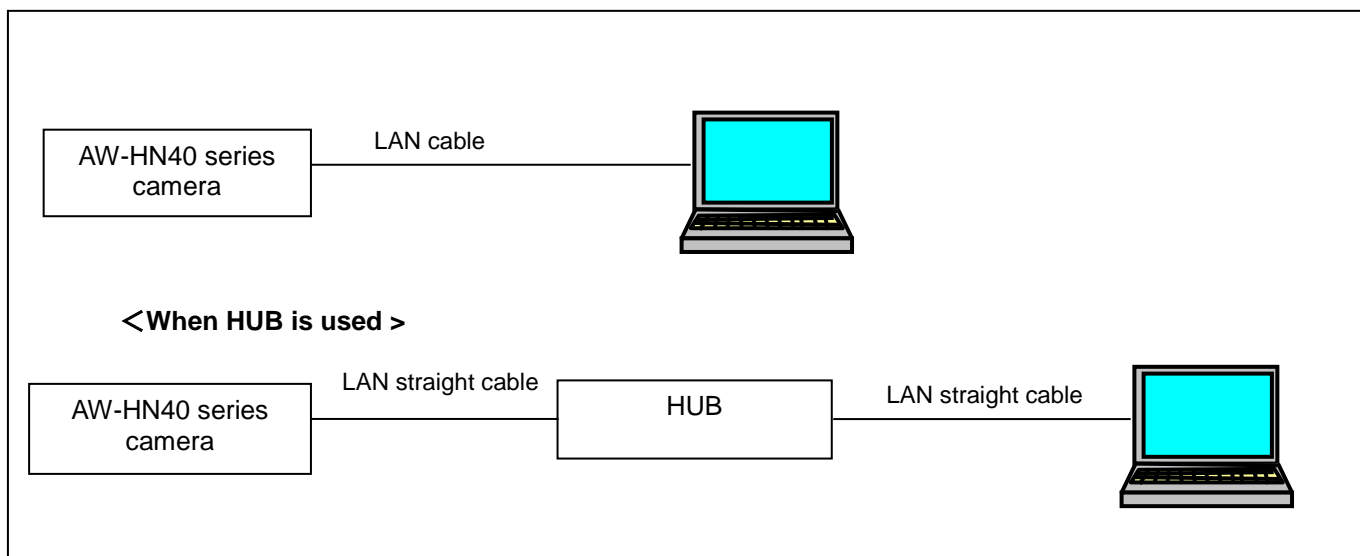 AW-HN40 series
camera
LAN cable
＜When HUB is used >
AW-HN40 series
camera
LAN straight cable
HUB
LAN straight cable